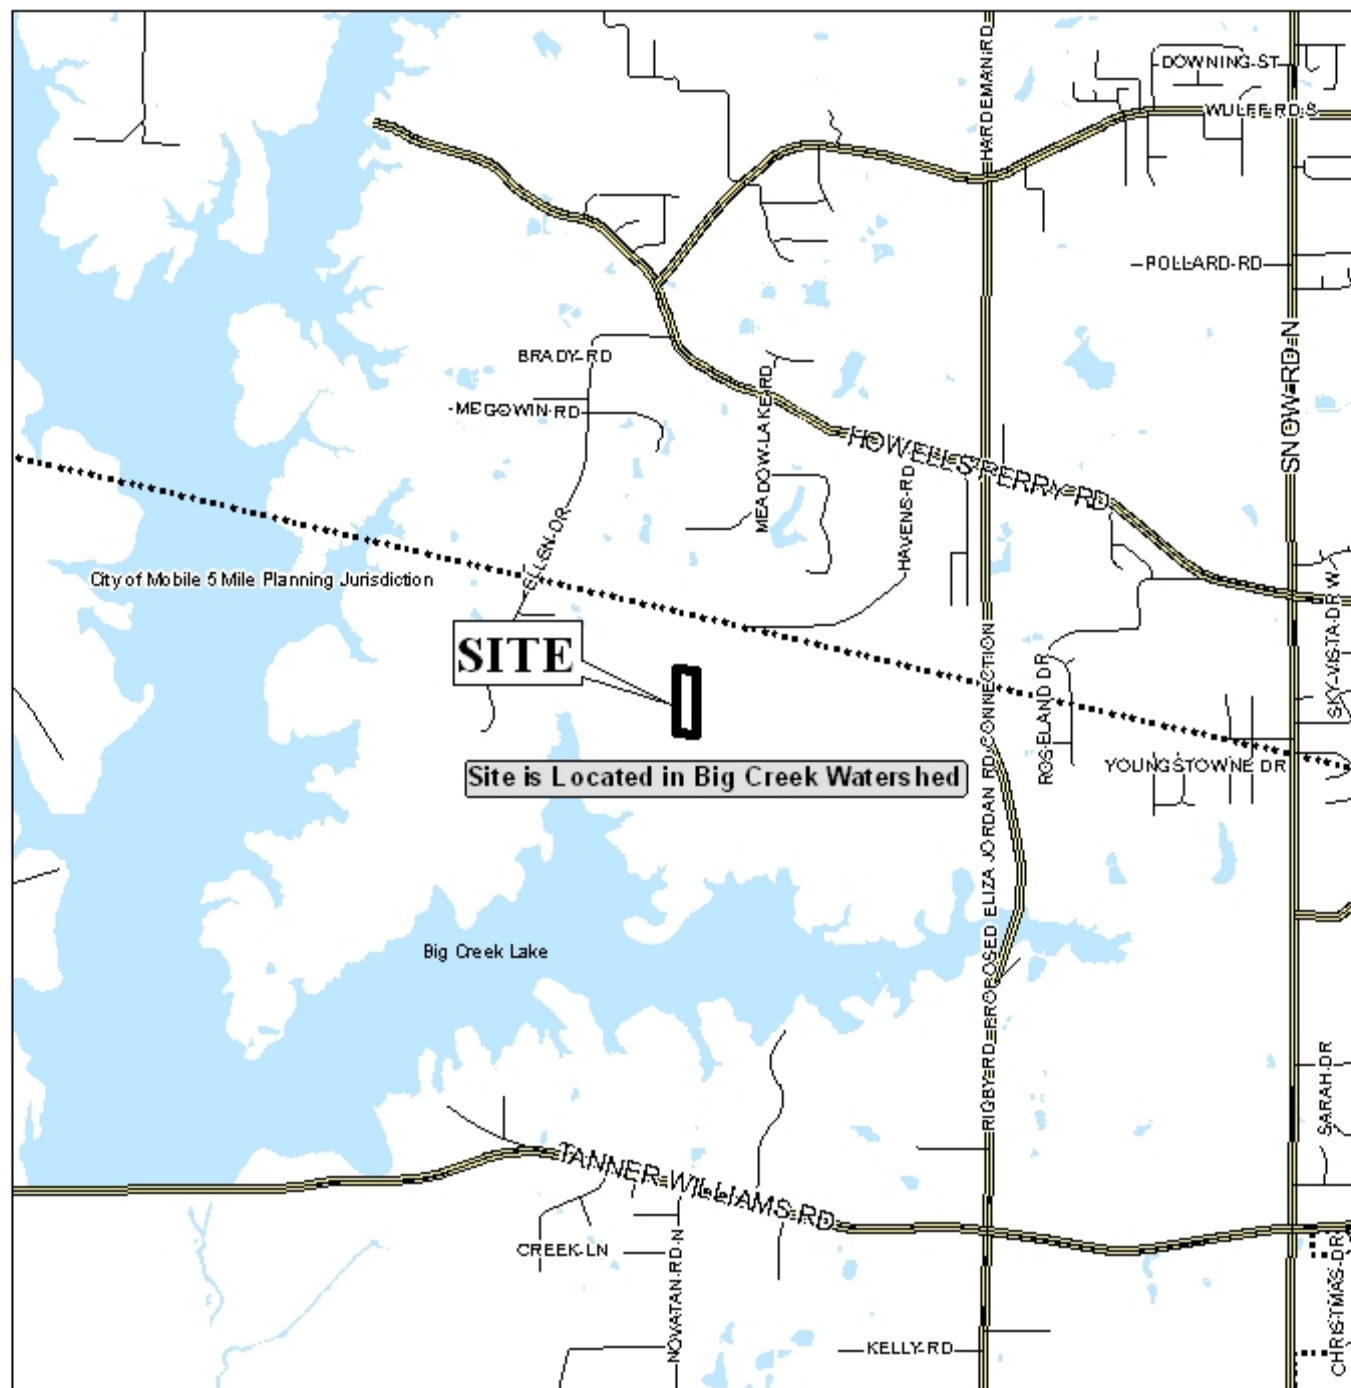 HARDEMAN RD
DOWNING ST
WULFF RD S
POLLARD RD
SNOW RD N
BRADY RD
MEGOWIN RD
MEADOW LAKE RD
HOWELLS FERRY RD
HAVENS RD
ELLEN DR
City of Mobile 5 Mile Planning Jurisdiction
SITE
SKY VISTA DR W
ROSELAND DR
YOUNGSTOWNE DR
Site is Located in Big Creek Watershed
RIGBY RD PROPOSED ELIZA JORDAN RD CONNECTION
Big Creek Lake
SARAH DR
TANNER WILLIAMS RD
CREEK LN
NOVATAN RD N
KELLY RD
CHRISTMAS DR